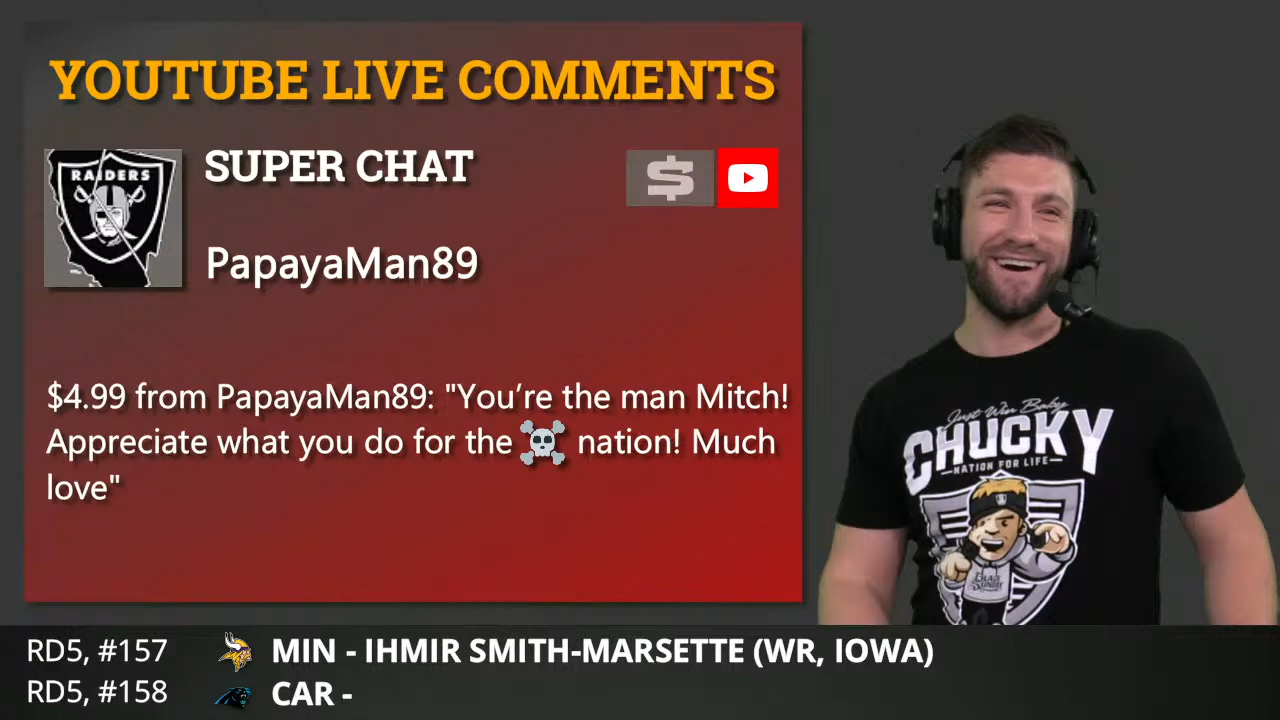 YOUTUBE LIVE COMMENTS
RAIDERS
SUPER CHAT
PapayaMan89
$4.99 from PapayaMan89: "You’re the man Mitch!
Appreciate what you do for the ☠️ nation! Much
love"
Just Win Baby
CHUCKY
NATION FOR LIFE
BLACK
SUNDAY
RD5, #157 MIN - IHMIR SMITH-MARSETTE (WR, IOWA)
RD5, #158 CAR -